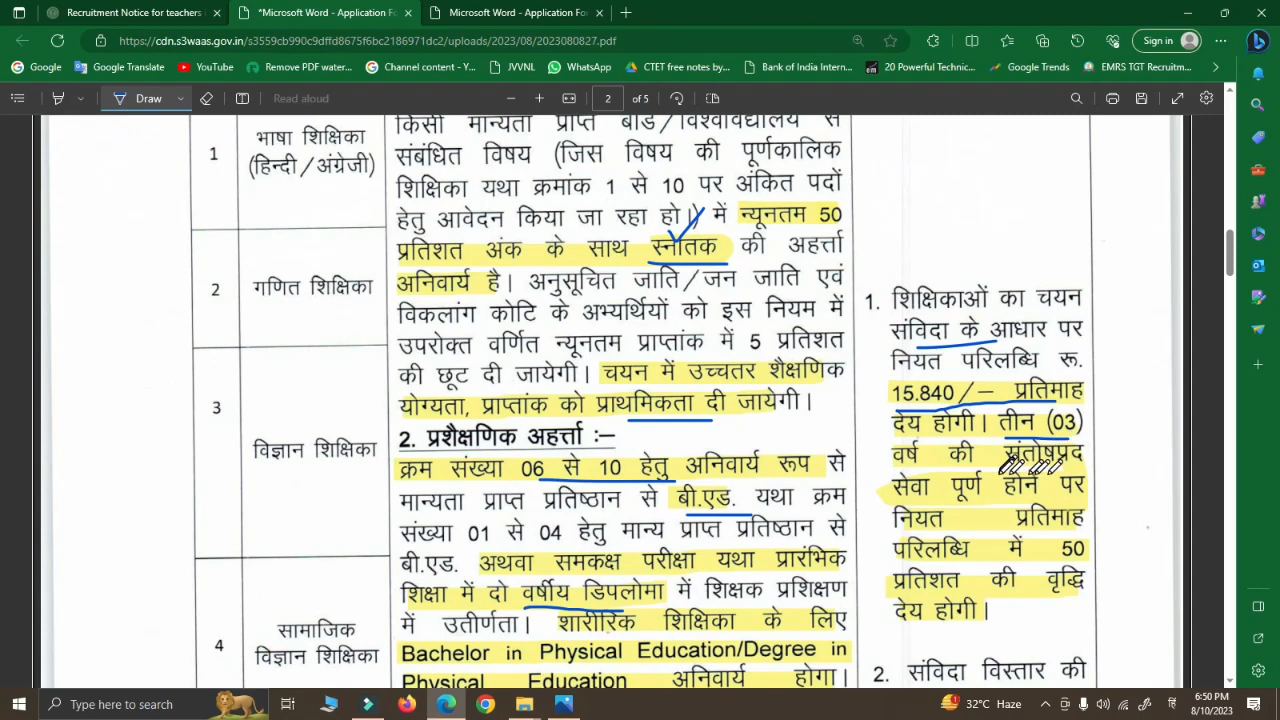 Recruitment Notice for teachers
*Microsoft Word - Application Fo
Microsoft Word - Application For
https://cdn.s3waas.gov.in/s3559cb990c9dffd8675f6bc2186971dc2/uploads/2023/08/2023080827.pdf
Sign in
Google
Google Translate
YouTube
Remove PDF water...
Channel content - Y...
JVVNL
WhatsApp
CTET free notes by...
Bank of India Intern...
20 Powerful Technic...
Google Trends
EMRS TGT Recruitm...
Draw
Read aloud
2 of 5
1
भाषा शिक्षिका
(हिन्दी/अंग्रेजी)
2
गणित शिक्षिका
3
विज्ञान शिक्षिका
4
सामाजिक
विज्ञान शिक्षिका
किसी मान्यता प्राप्त बोर्ड/विश्वविद्यालय से
संबंधित विषय (जिस विषय की पूर्णकालिक
शिक्षिका यथा क्रमांक 1 से 10 पर अंकित पदों
हेतु आवेदन किया जा रहा हो।) में न्यूनतम 50
प्रतिशत अंक के साथ स्नातक की अहर्त्ता
अनिवार्य है। अनुसूचित जाति/जन जाति एवं
विकलांग कोटि के अभ्यर्थियों को इस नियम में
उपरोक्त वर्णित न्यूनतम प्राप्तांक में 5 प्रतिशत
की छूट दी जायेगी। चयन में उच्चतर शैक्षणिक
योग्यता, प्राप्तांक को प्राथमिकता दी जायेगी।
2. प्रशैक्षणिक अहर्त्ता :—
क्रम संख्या 06 से 10 हेतु अनिवार्य रूप से
मान्यता प्राप्त प्रतिष्ठान से बी.एड. यथा क्रम
संख्या 01 से 04 हेतु मान्य प्राप्त प्रतिष्ठान से
बी.एड. अथवा समकक्ष परीक्षा यथा प्रारंभिक
शिक्षा में दो वर्षीय डिपलोमा में शिक्षक प्रशिक्षण
में उतीर्णता। शारीरिक शिक्षिका के लिए
Bachelor in Physical Education/Degree in
Physical Education अनिवार्य होगा।
1. शिक्षिकाओं का चयन
संविदा के आधार पर
नियत परिलब्धि रू.
15.840/— प्रतिमाह
देय होगी। तीन (03)
वर्ष की संतोषप्रद
सेवा पूर्ण होने पर
नियत प्रतिमाह
परिलब्धि में 50
प्रतिशत की वृद्धि
देय होगी।
2. संविदा विस्तार की
Type here to search
32°C Haze
6:50 PM
8/10/2023